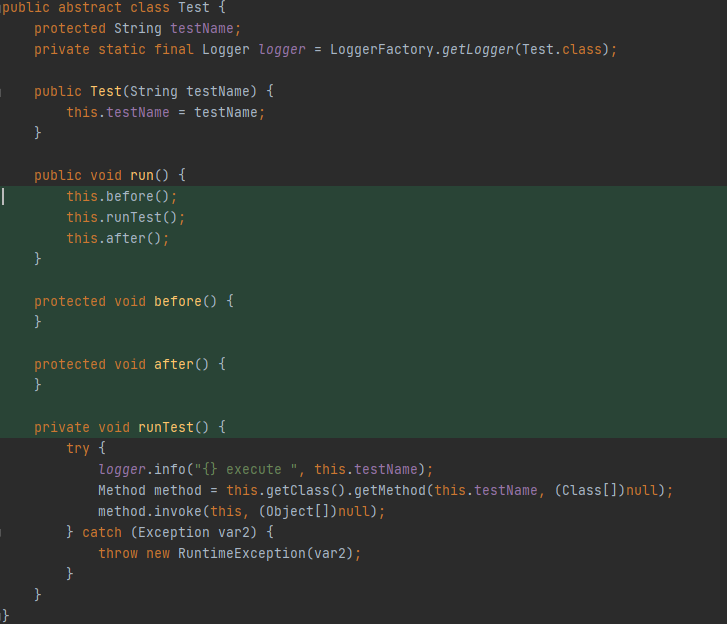 public abstract class Test {
    protected String testName;
    private static final Logger logger = LoggerFactory.getLogger(Test.class);

    public Test(String testName) {
        this.testName = testName;
    }

    public void run() {
        this.before();
        this.runTest();
        this.after();
    }

    protected void before() {
    }

    protected void after() {
    }

    private void runTest() {
        try {
            logger.info("{} execute ", this.testName);
            Method method = this.getClass().getMethod(this.testName, (Class[])null);
            method.invoke(this, (Object[])null);
        } catch (Exception var2) {
            throw new RuntimeException(var2);
        }
    }
}